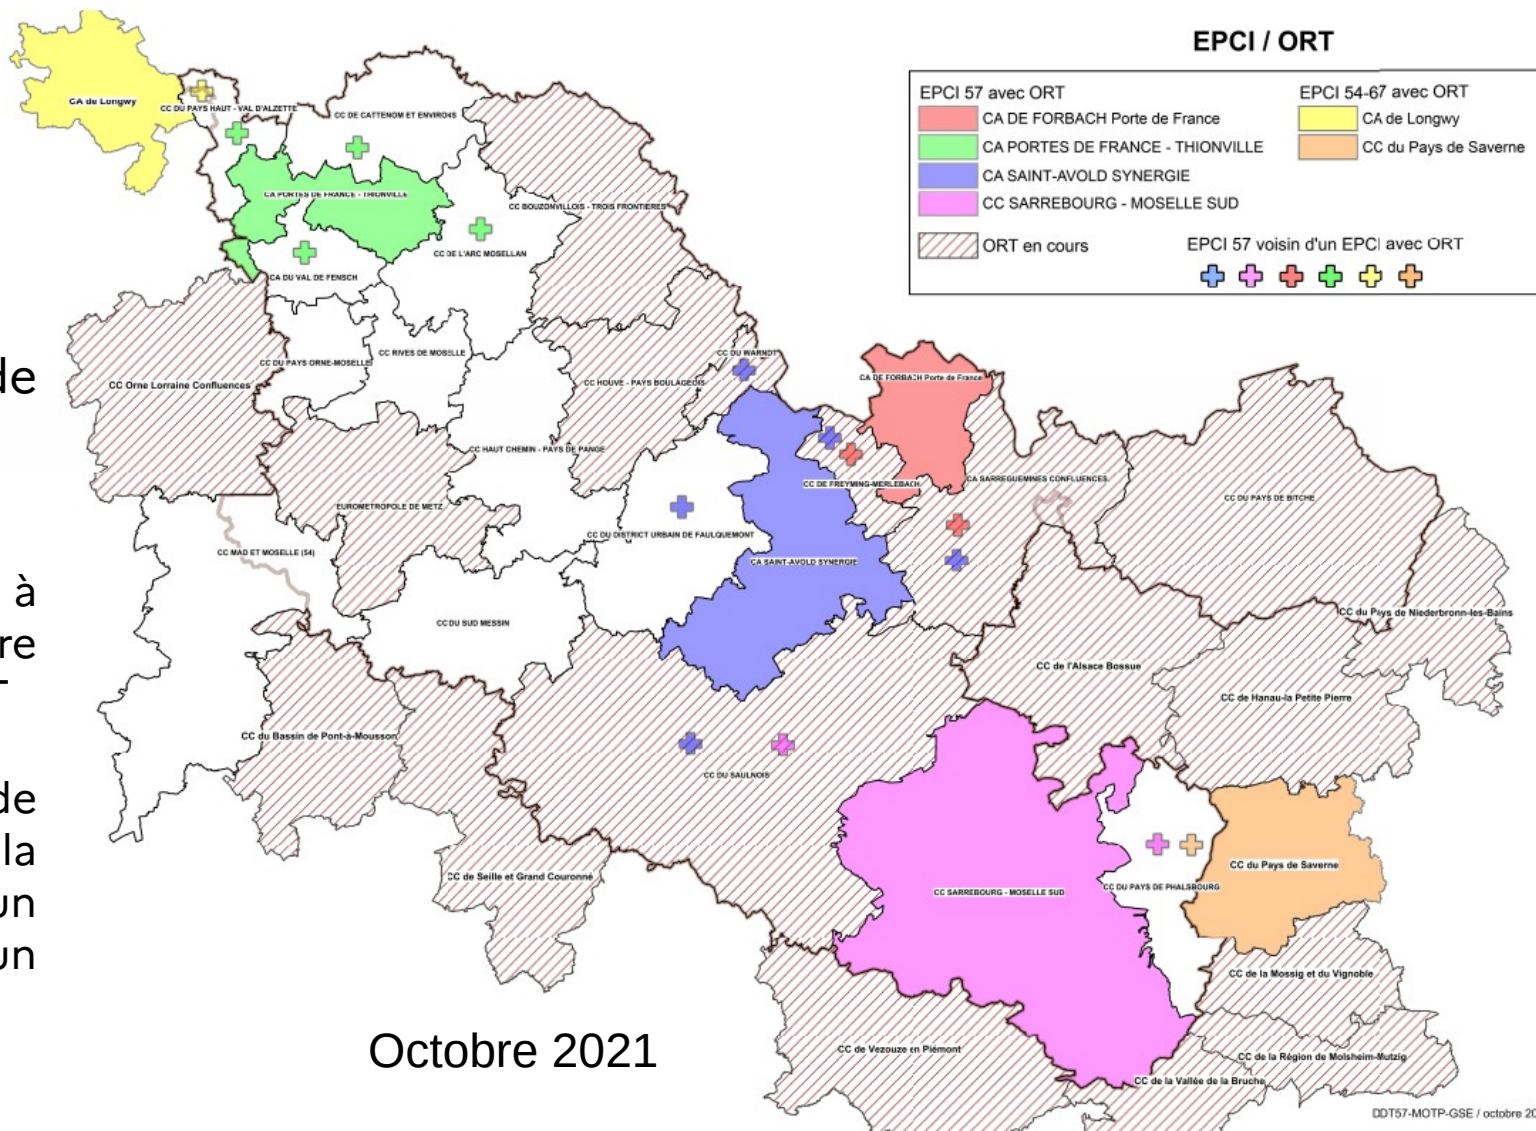 de
à
re
de
la
un
un
EPCI / ORT
EPCI 57 avec ORT
CA DE FORBACH Porte de France
CA PORTES DE FRANCE - THIONVILLE
CA SAINT-AVOLD SYNERGIE
CC SARREBOURG - MOSELLE SUD
ORT en cours
EPCI 54-67 avec ORT
CA de Longwy
CC du Pays de Saverne
EPCI 57 voisin d'un EPCI avec ORT
CA de Longwy
CC DU PAYS HAUT - VAL D'ALZETTE
CC DE CATTENOM ET ENVIRONS
CA PORTES DE FRANCE - THIONVILLE
CC BOUZONVILLOIS - TROIS FRONTIERES
CC DE L'ARC MOSELLAN
CA DU VAL DE FENSCH
CC DU PAYS ORNE-MOSELLE
CC RIVES DE MOSELLE
CC DU WARNDT
CC Orne Lorraine Confluences
CC HOUVE - PAYS BOULAGEOIS
CA DE FORBACH Porte de France
CC HAUT CHEMIN - PAYS DE PANGE
CC DE FREYMING-MERLEBACH
CA SARREGUEMINES CONFLUENCES
CC DU PAYS DE BITCHE
EUROMETROPOLE DE METZ
CC DU DISTRICT URBAIN DE FAULQUEMONT
CC MAD ET MOSELLE (54)
CA SAINT-AVOLD SYNERGIE
CC DU SUD MESSIN
CC du Pays de Niederbronn-les-Bains
CC de l'Alsace Bossue
CC de Hanau-la Petite Pierre
CC du Bassin de Pont-à-Mousson
CC DU SAULNOIS
CC de Seille et Grand Couronné
CC SARREBOURG - MOSELLE SUD
CC DU PAYS DE PHALSBOURG
CC du Pays de Saverne
CC de la Mossig et du Vignoble
CC de Vezouze en Piémont
CC de la Région de Molsheim-Mutzig
CC de la Vallée de la Bruche
Octobre 2021
DDT57-MOTP-GSE / octobre 20